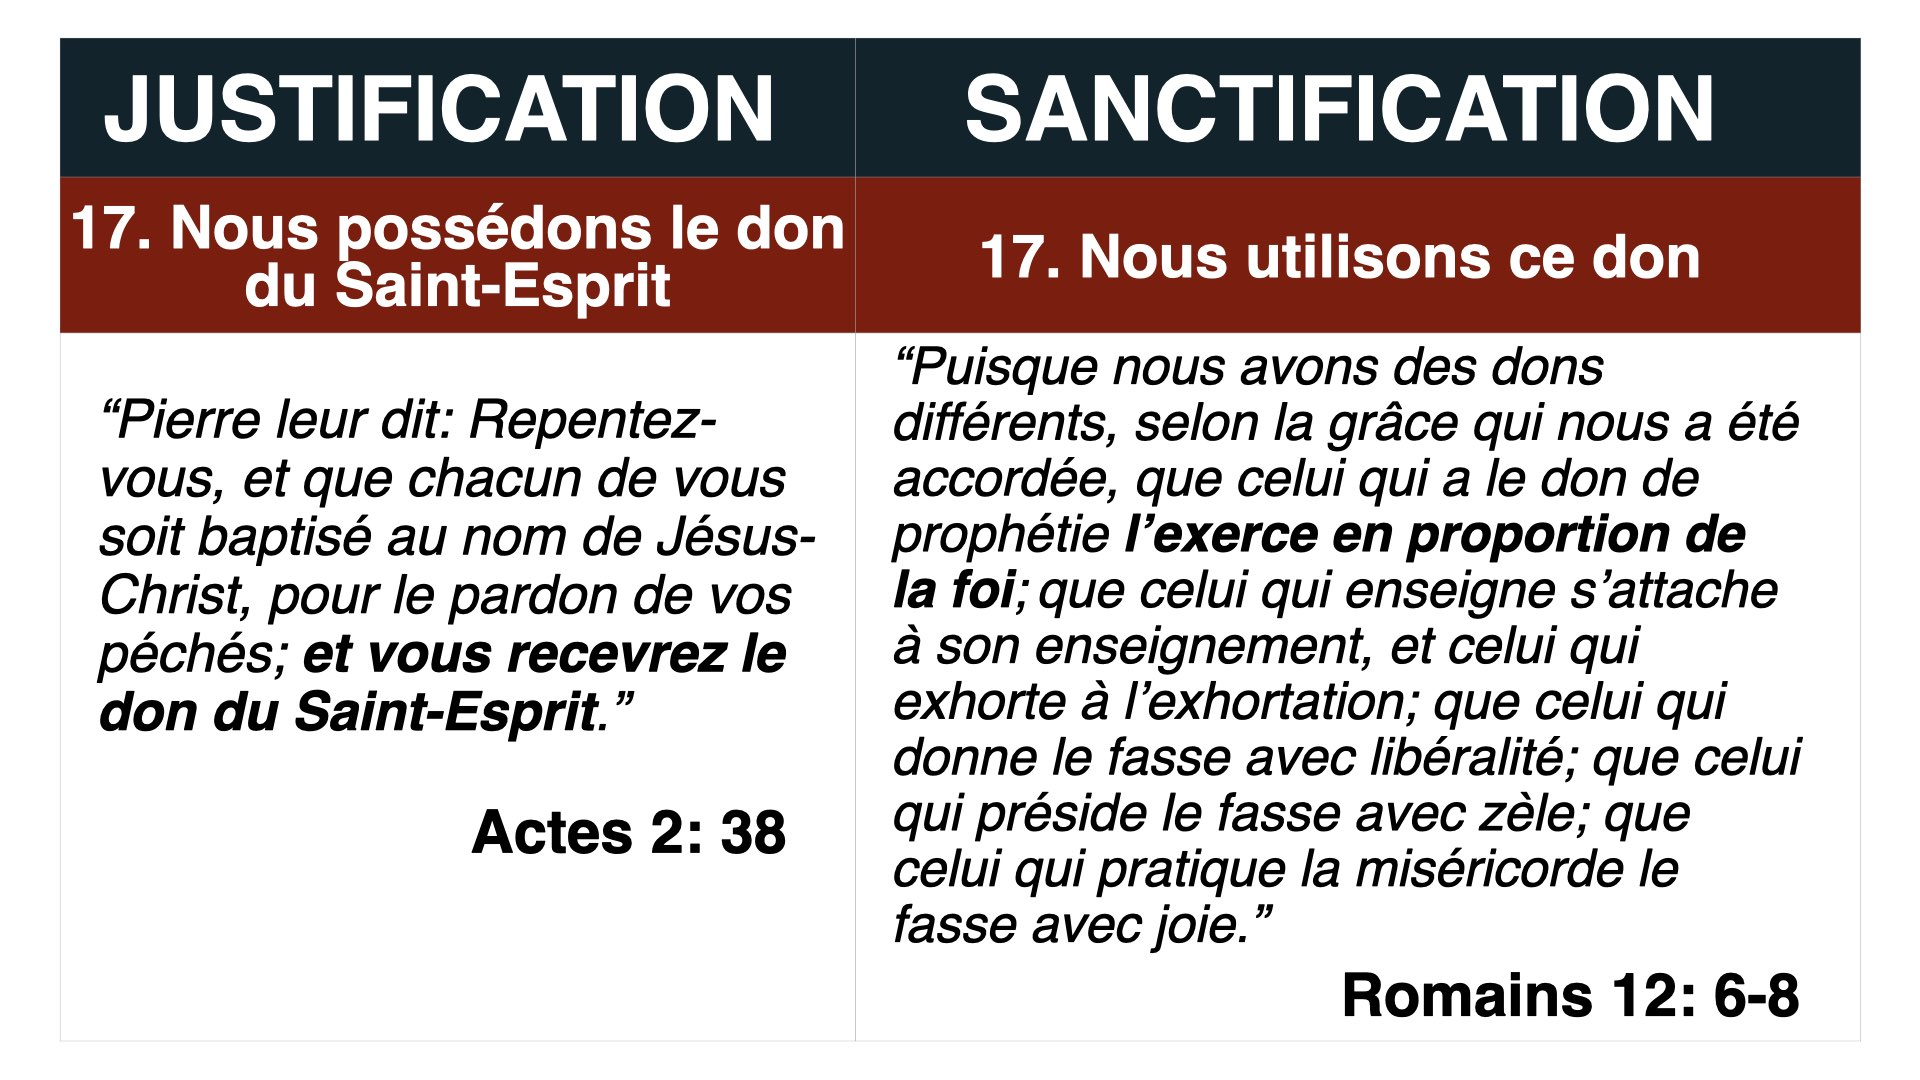 JUSTIFICATION
SANCTIFICATION
17. Nous possédons le don
du Saint-Esprit
17. Nous utilisons ce don
“Pierre leur dit: Repentez-
vous, et que chacun de vous
soit baptisé au nom de Jésus-
Christ, pour le pardon de vos
péchés; et vous recevrez le
don du Saint-Esprit.”
Actes 2: 38
“Puisque nous avons des dons
différents, selon la grâce qui nous a été
accordée, que celui qui a le don de
prophétie l’exerce en proportion de
la foi; que celui qui enseigne s’attache
à son enseignement, et celui qui
exhorte à l’exhortation; que celui qui
donne le fasse avec libéralité; que celui
qui préside le fasse avec zèle; que
celui qui pratique la miséricorde le
fasse avec joie.”
Romains 12: 6-8